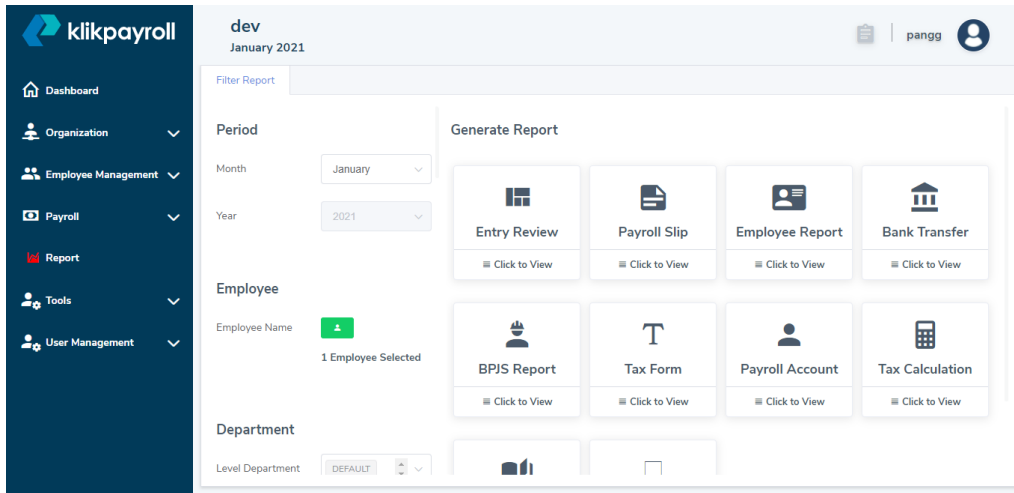 klikpayroll
dev
January 2021
pangg
Dashboard
Organization
Employee Management
Payroll
Report
Tools
User Management
Filter Report
Period
Month
January
Year
2021
Employee
Employee Name
1 Employee Selected
Department
Level Department
DEFAULT
Generate Report
Entry Review
Click to View
Payroll Slip
Click to View
Employee Report
Click to View
Bank Transfer
Click to View
BPJS Report
Click to View
Tax Form
Click to View
Payroll Account
Click to View
Tax Calculation
Click to View